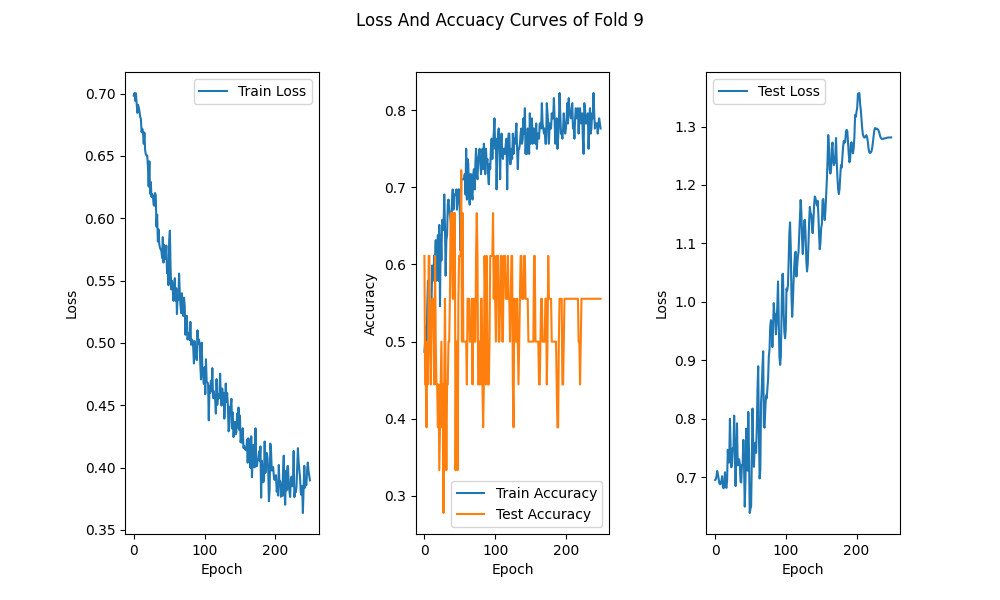 Loss And Accuacy Curves of Fold 9
Loss
0.70
0.65
0.60
0.55
0.50
0.45
0.40
0.35
0
100
200
Epoch
Train Loss
Accuracy
0.8
0.7
0.6
0.5
0.4
0.3
0
100
200
Epoch
Train Accuracy
Test Accuracy
Loss
1.3
1.2
1.1
1.0
0.9
0.8
0.7
0
100
200
Epoch
Test Loss